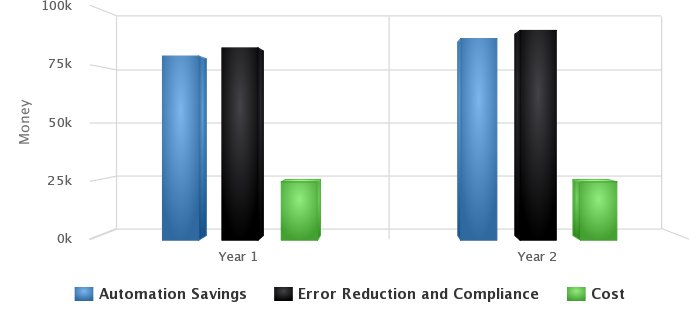 100k
75k
50k
25k
0k
Money
Year 1 Year 2
Automation Savings Error Reduction and Compliance Cost